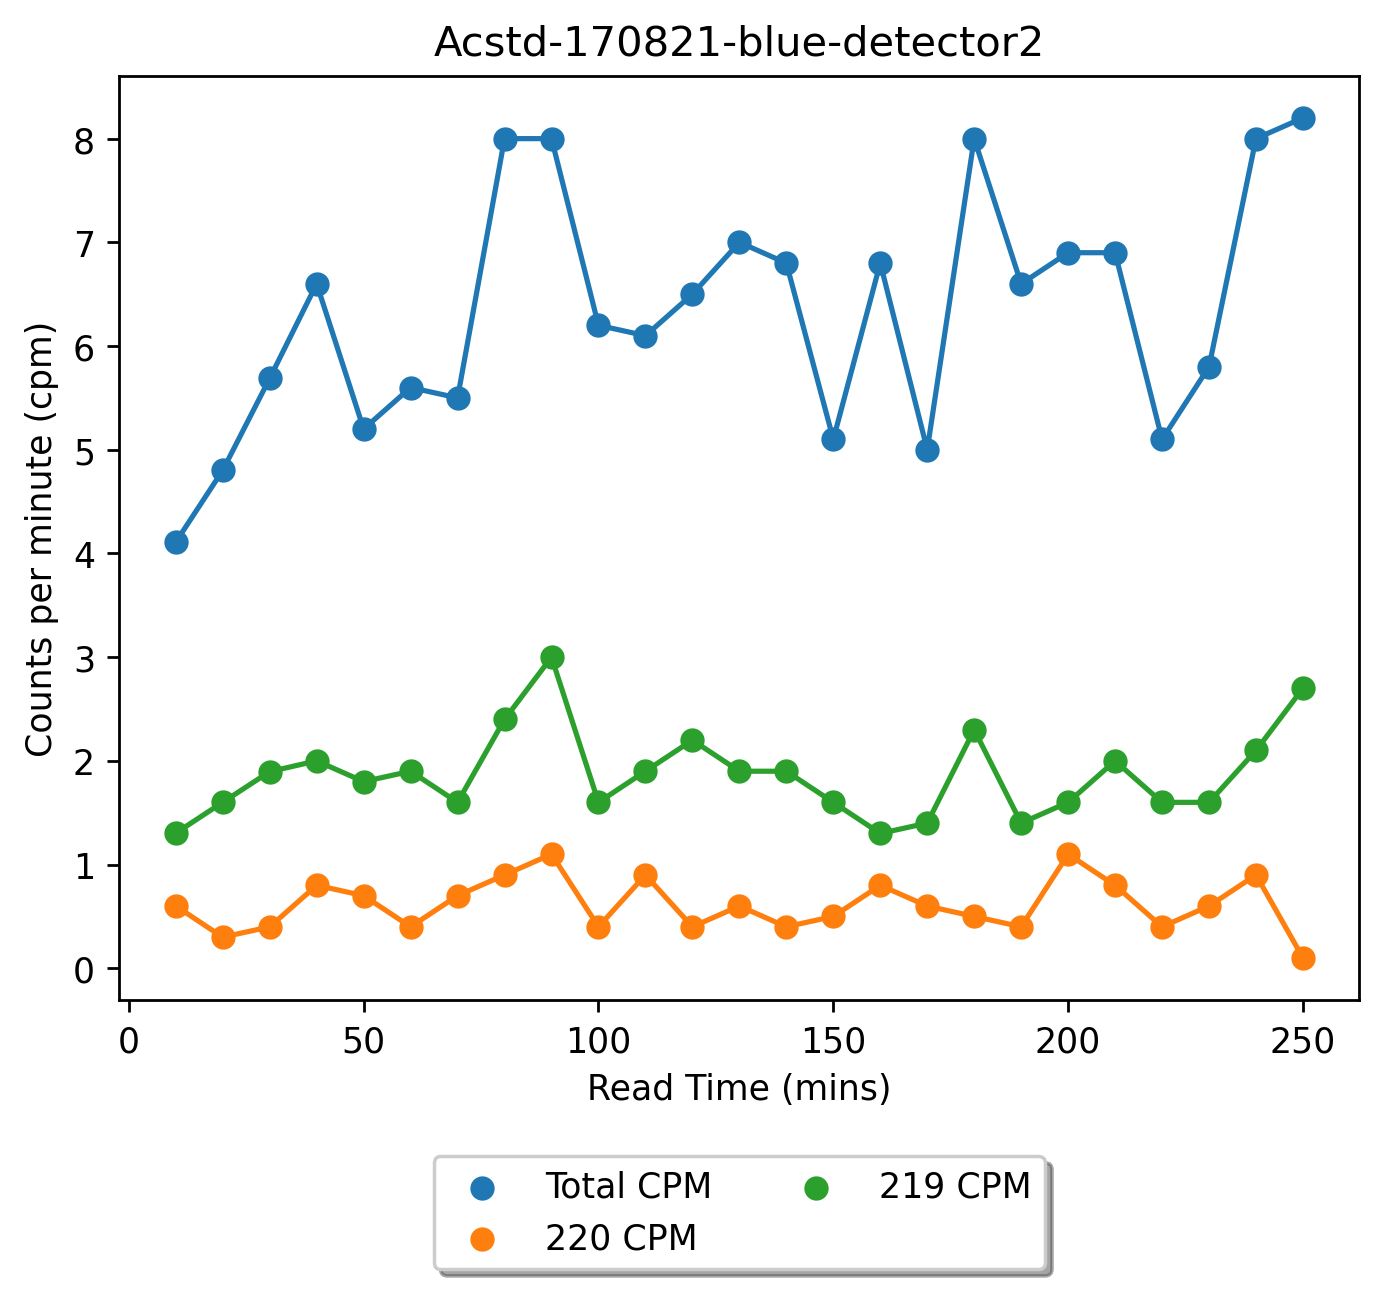 Acstd-170821-blue-detector2
Counts per minute (cpm)
8
7
6
5
4
3
2
1
0
0 50 100 150 200 250
Read Time (mins)
Total CPM 219 CPM
220 CPM